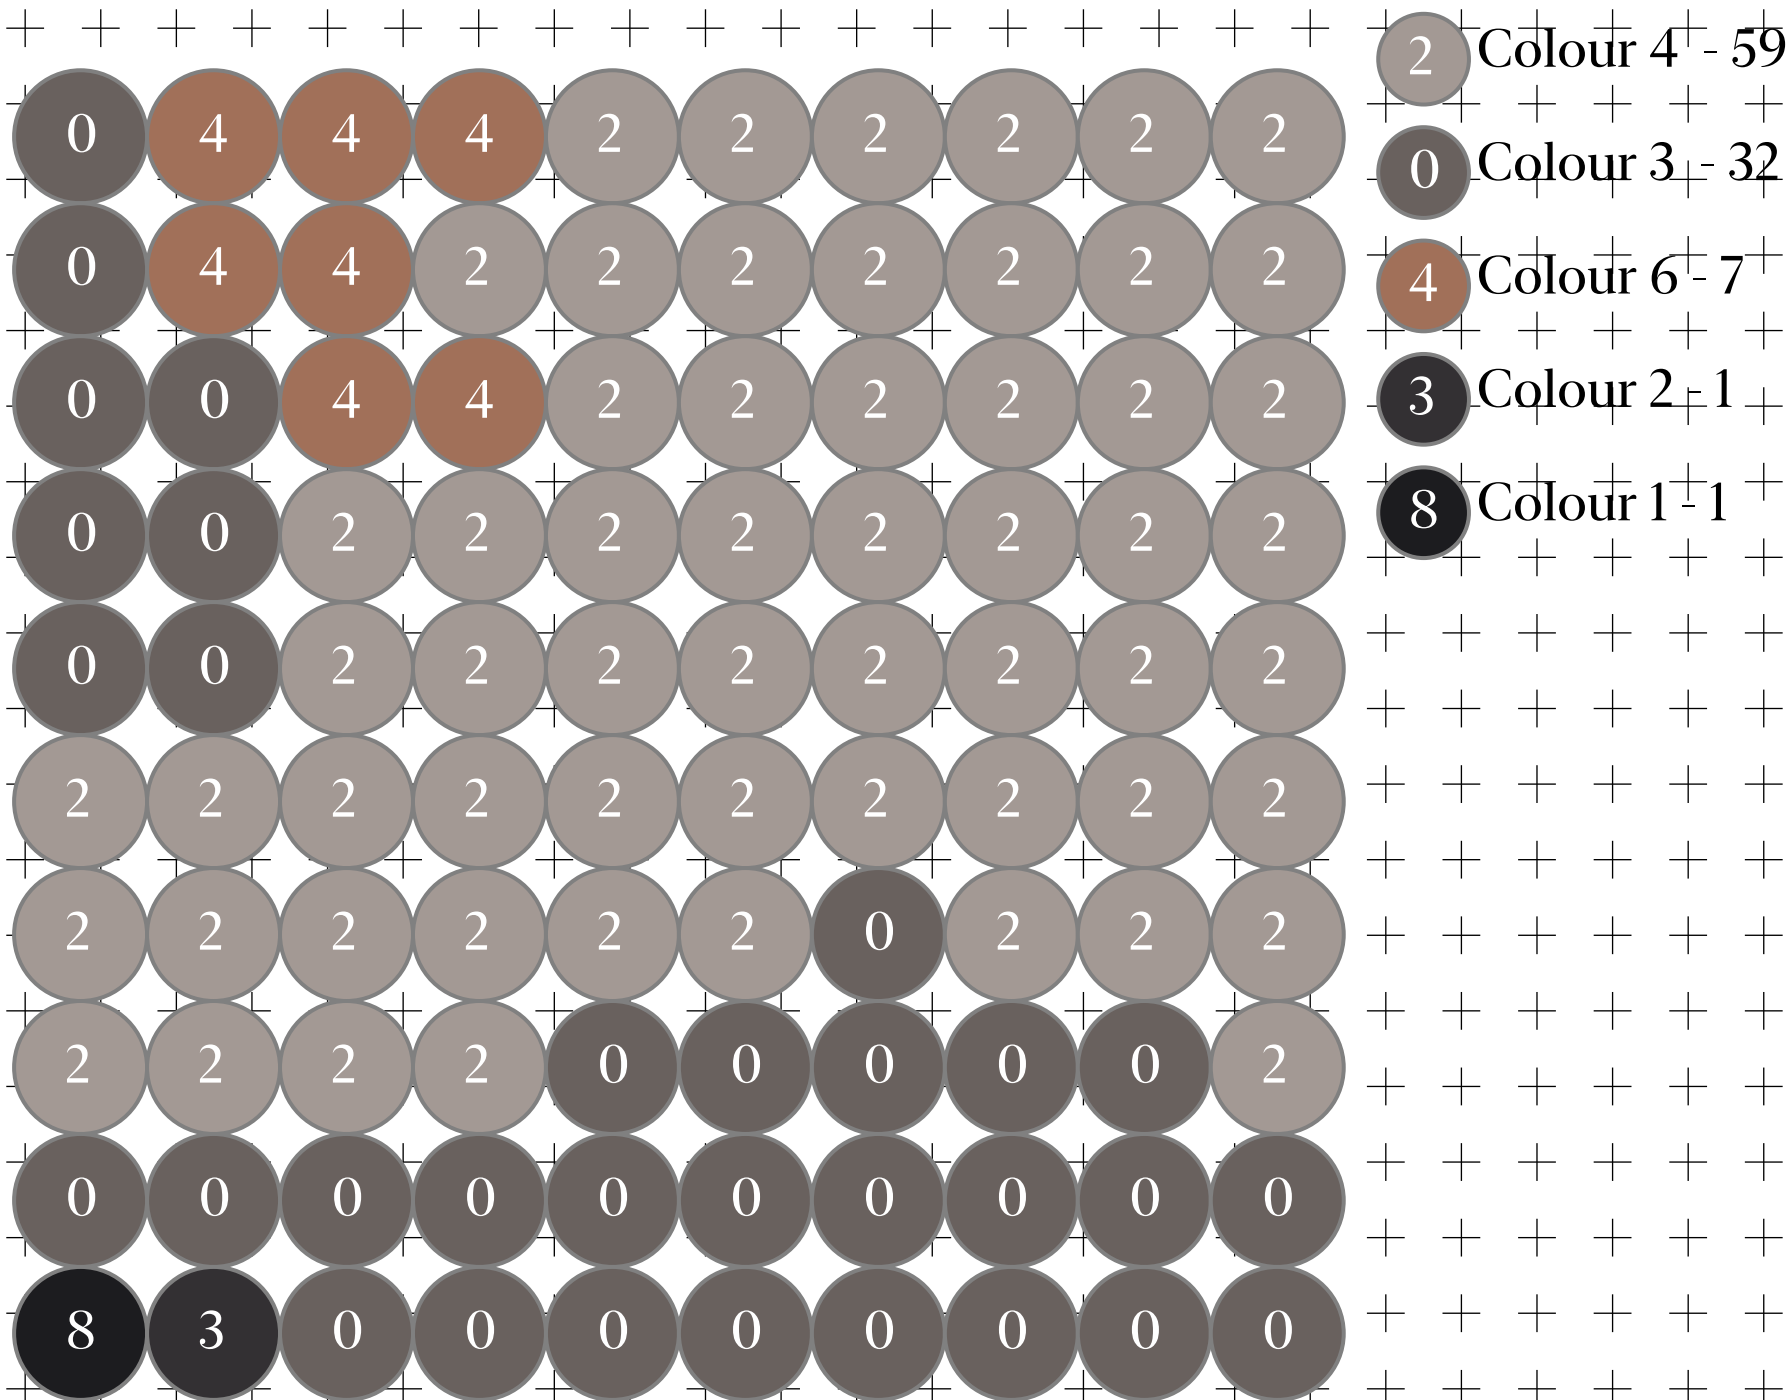 0 4 4 4 2 2 2 2 2 2
0 4 4 2 2 2 2 2 2 2
0 0 4 4 2 2 2 2 2 2
0 0 2 2 2 2 2 2 2 2
0 0 2 2 2 2 2 2 2 2
2 2 2 2 2 2 2 2 2 2
2 2 2 2 2 2 0 2 2 2
2 2 2 2 0 0 0 0 0 2
0 0 0 0 0 0 0 0 0 0
8 3 0 0 0 0 0 0 0 0
2 Colour 4 - 59
0 Colour 3 - 32
4 Colour 6 - 7
3 Colour 2 - 1
8 Colour 1 - 1